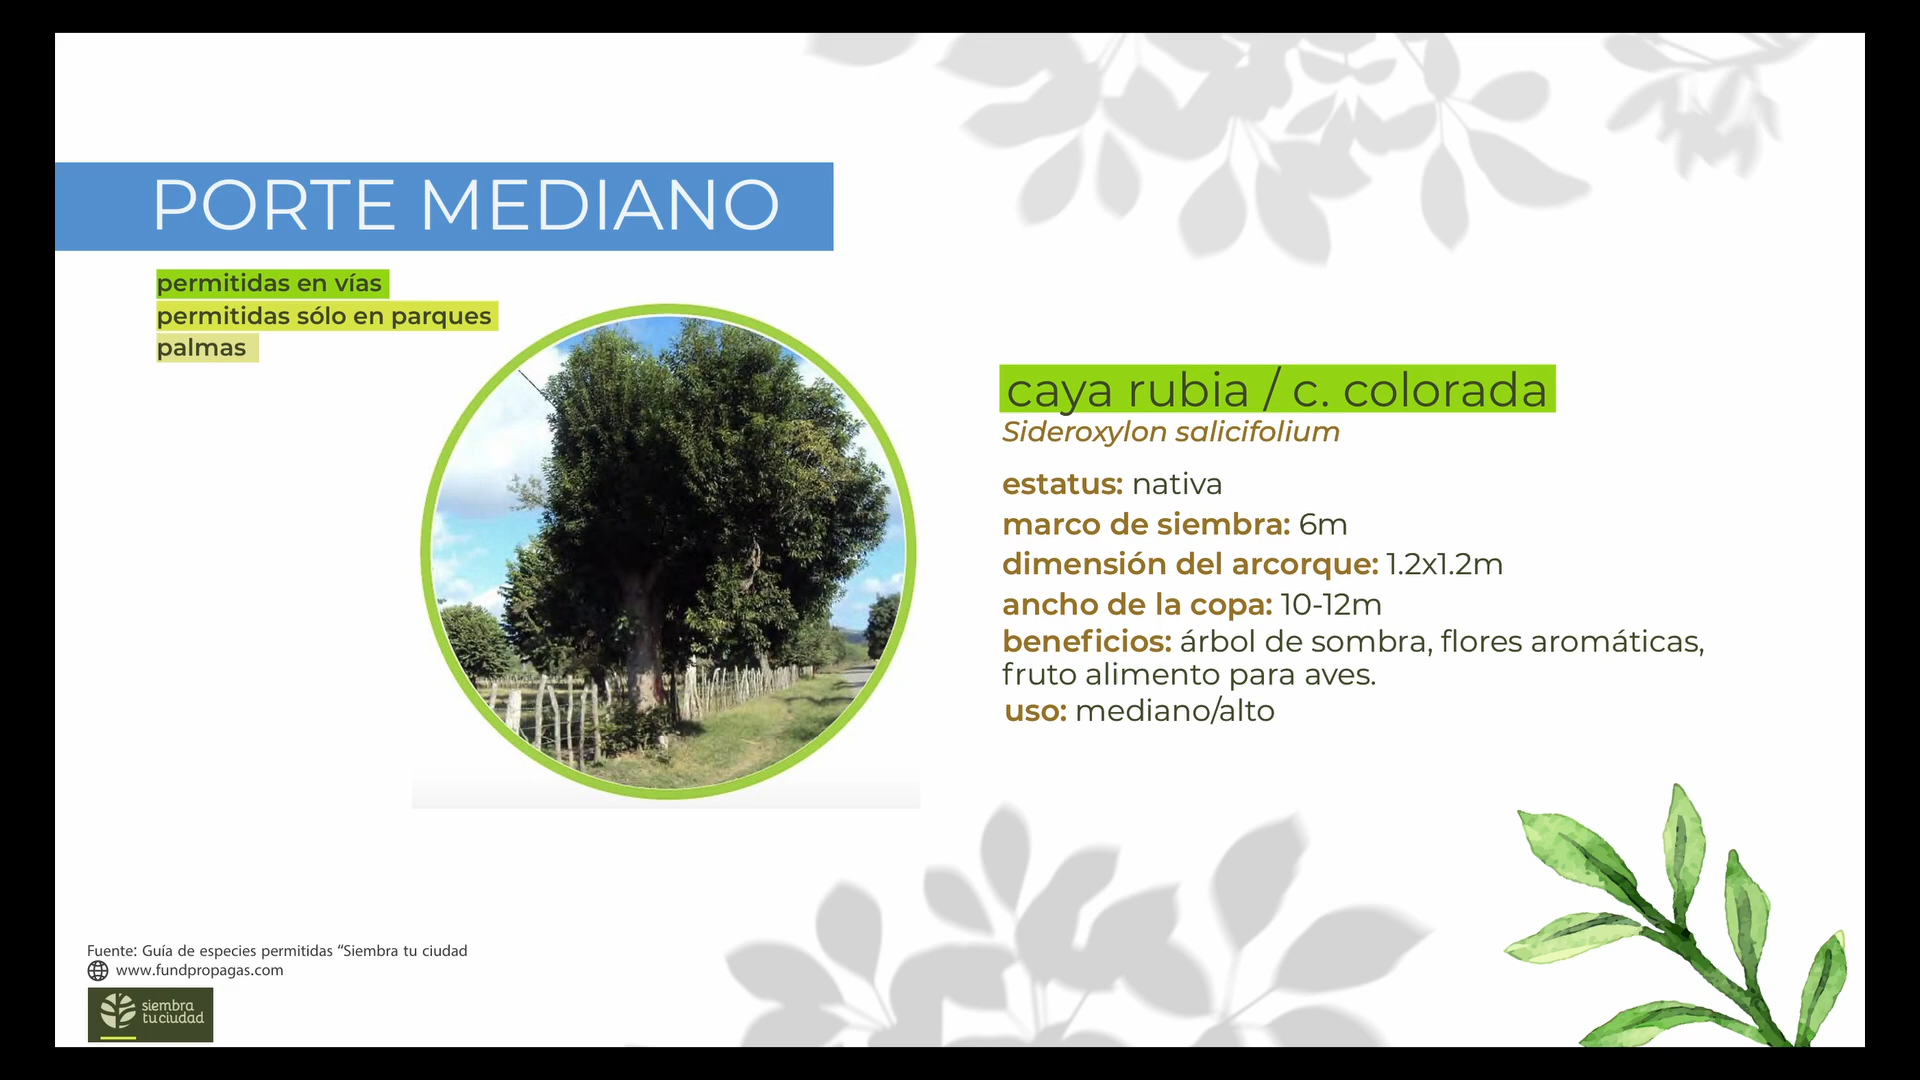 PORTE MEDIANO
permitidas en vías
permitidas sólo en parques
palmas
caya rubia / c. colorada
Sideroxylon salicifolium
estatus: nativa
marco de siembra: 6m
dimensión del arcorque: 1.2x1.2m
ancho de la copa: 10-12m
beneficios: árbol de sombra, flores aromáticas,
fruto alimento para aves.
uso: mediano/alto
Fuente: Guía de especies permitidas “Siembra tu ciudad
www.fundpropagas.com
siembra
tu ciudad